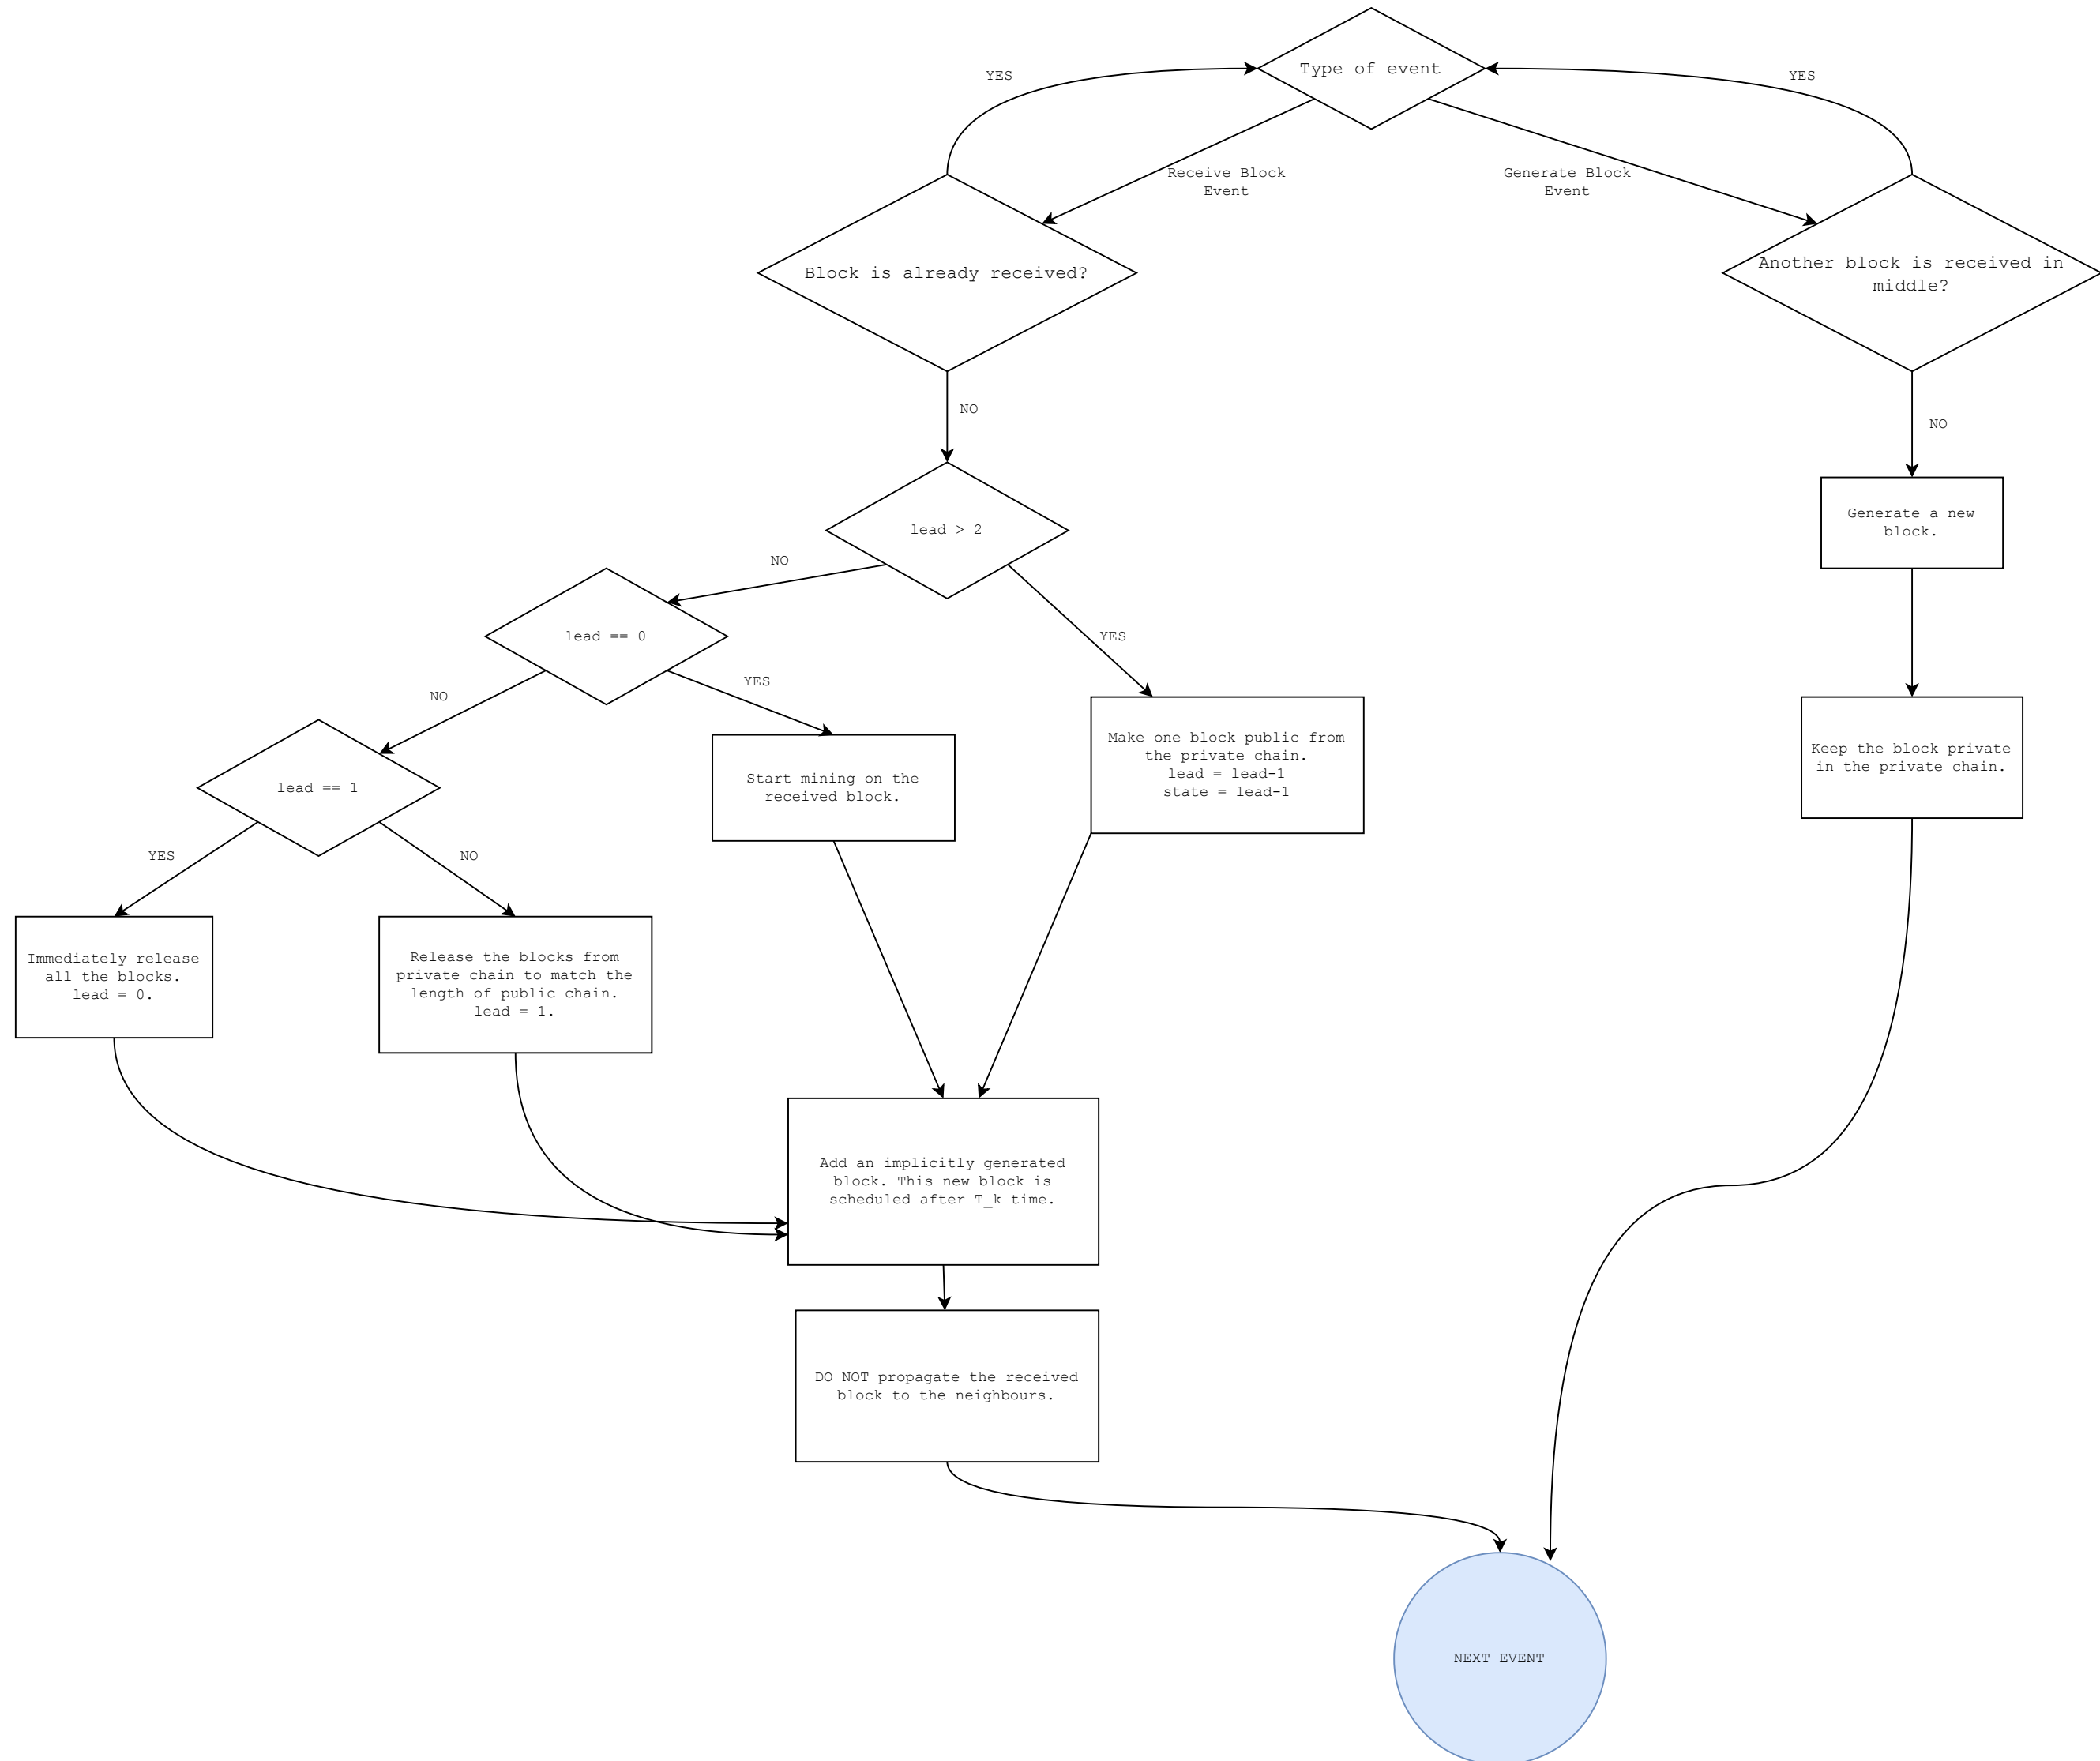 Type of event
YES
YES
Receive Block
Event
Generate Block
Event
Block is already received?
Another block is received in
middle?
NO
NO
lead > 2
Generate a new
block.
NO
YES
lead == 0
NO
YES
Make one block public from
the private chain.
lead = lead-1
state = lead-1
Keep the block private
in the private chain.
Start mining on the
received block.
lead == 1
YES
NO
Immediately release
all the blocks.
lead = 0.
Release the blocks from
private chain to match the
length of public chain.
lead = 1.
Add an implicitly generated
block. This new block is
scheduled after T_k time.
DO NOT propagate the received
block to the neighbours.
NEXT EVENT